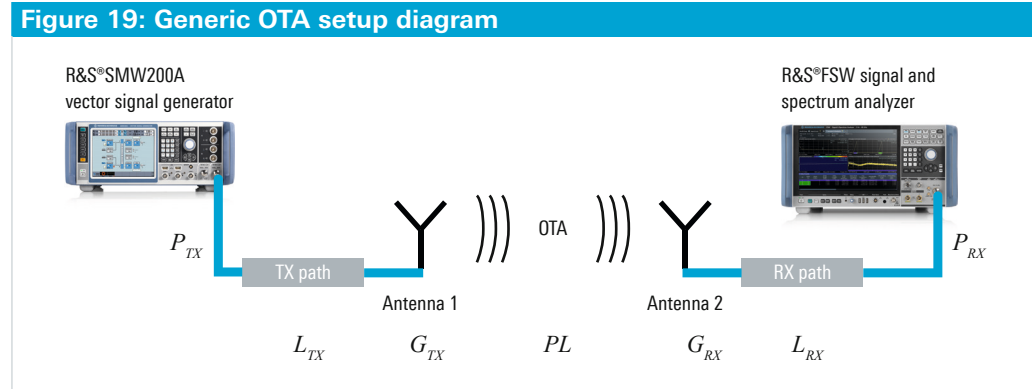 Figure 19: Generic OTA setup diagram
R&S®SMW200A
vector signal generator
R&S®FSW signal and
spectrum analyzer
OTA
P_TX
P_RX
TX path
RX path
Antenna 1
Antenna 2
L_TX G_TX PL G_RX L_RX